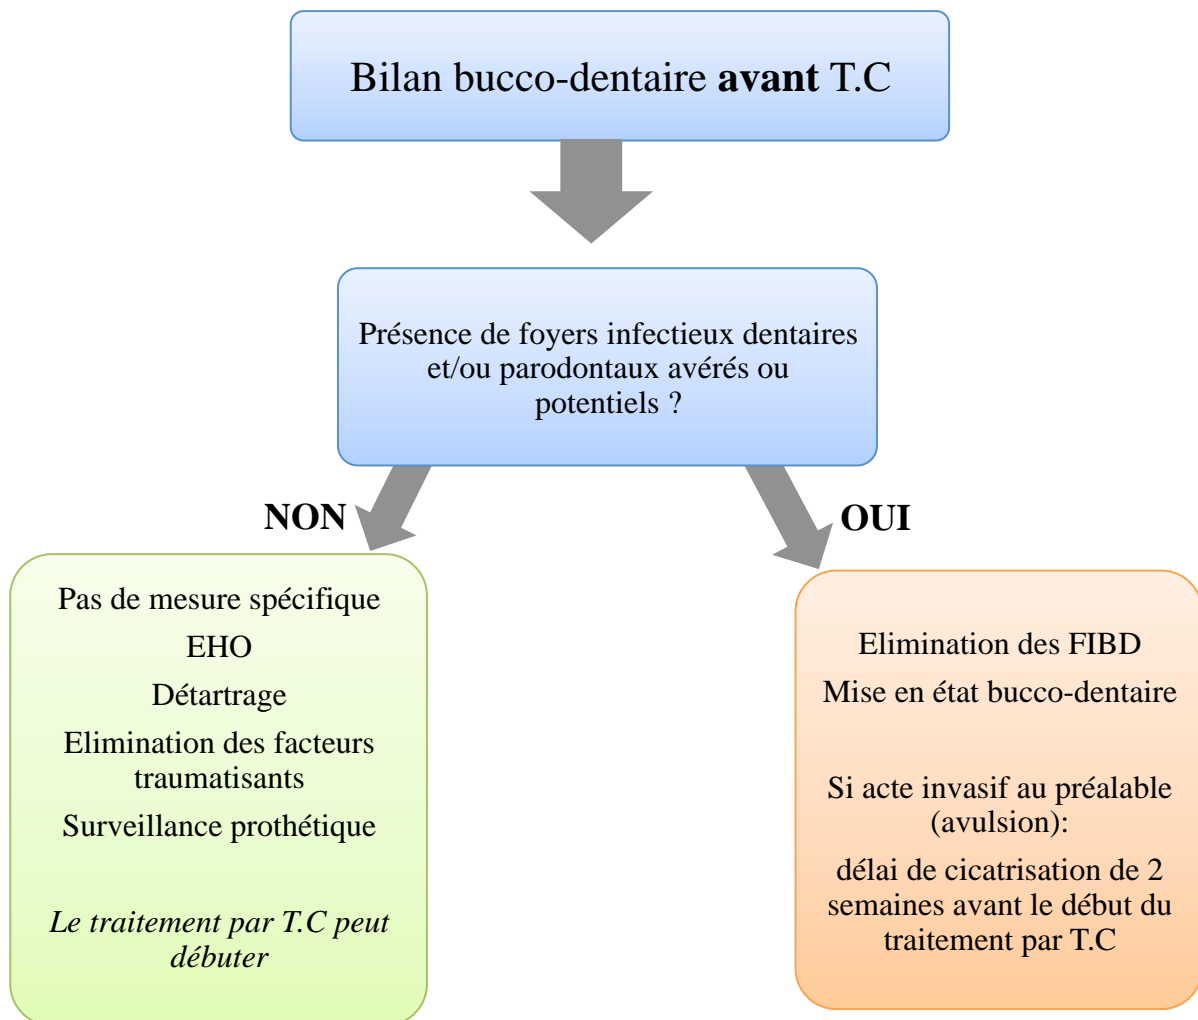 Bilan bucco-dentaire avant T.C
Présence de foyers infectieux dentaires
et/ou parodontaux avérés ou
potentiels ?
NON
OUI
Pas de mesure spécifique
EHO
Détartrage
Elimination des facteurs
traumatisants
Surveillance prothétique
Le traitement par T.C peut
débuter
Elimination des FIBD
Mise en état bucco-dentaire
Si acte invasif au préalable
(avulsion):
délai de cicatrisation de 2
semaines avant le début du
traitement par T.C